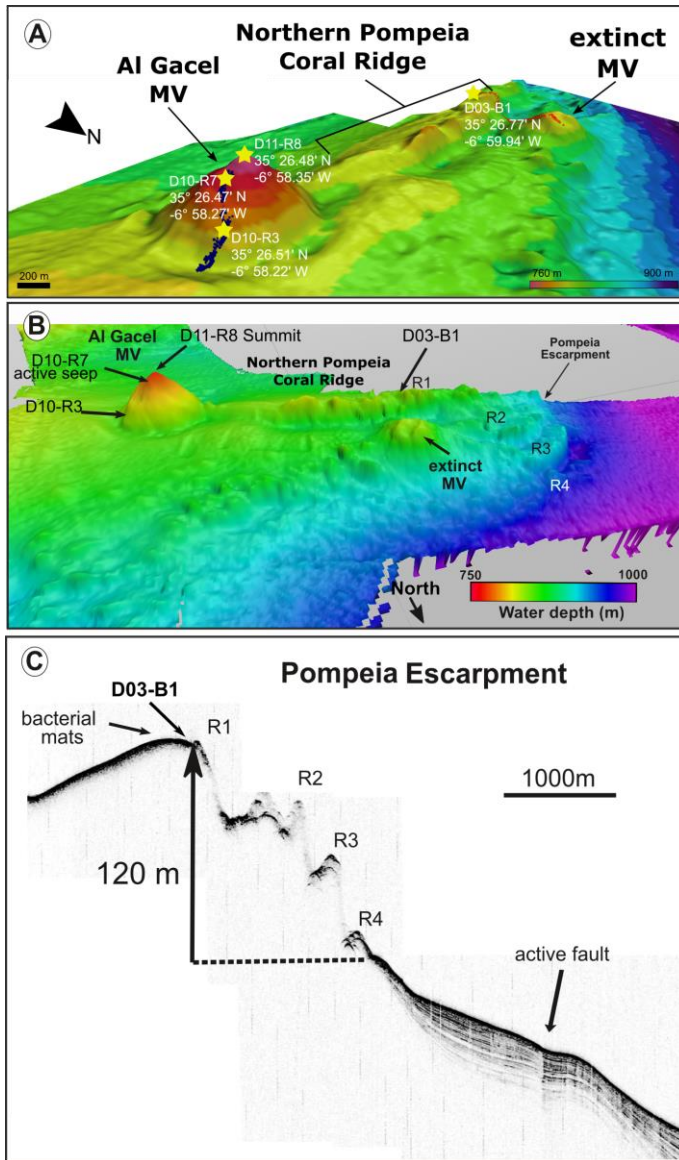 A
Northern Pompeia
Coral Ridge
extinct
MV
Al Gacel
MV
N
D03-B1
35° 26.77' N
-6° 59.94' W
D11-R8
35° 26.48' N
-6° 58.35' W
D10-R7
35° 26.47' N
-6° 58.27' W
D10-R3
35° 26.51' N
-6° 58.22' W
200 m
760 m
900 m
B
Al Gacel
MV
D11-R8 Summit
D10-R7
active seep
D10-R3
Northern Pompeia
Coral Ridge
D03-B1
R1
Pompeia
Escarpment
R2
R3
R4
extinct
MV
North
750
1000
Water depth (m)
C
Pompeia Escarpment
D03-B1
bacterial
mats
R1
R2
1000m
R3
120 m
R4
active fault